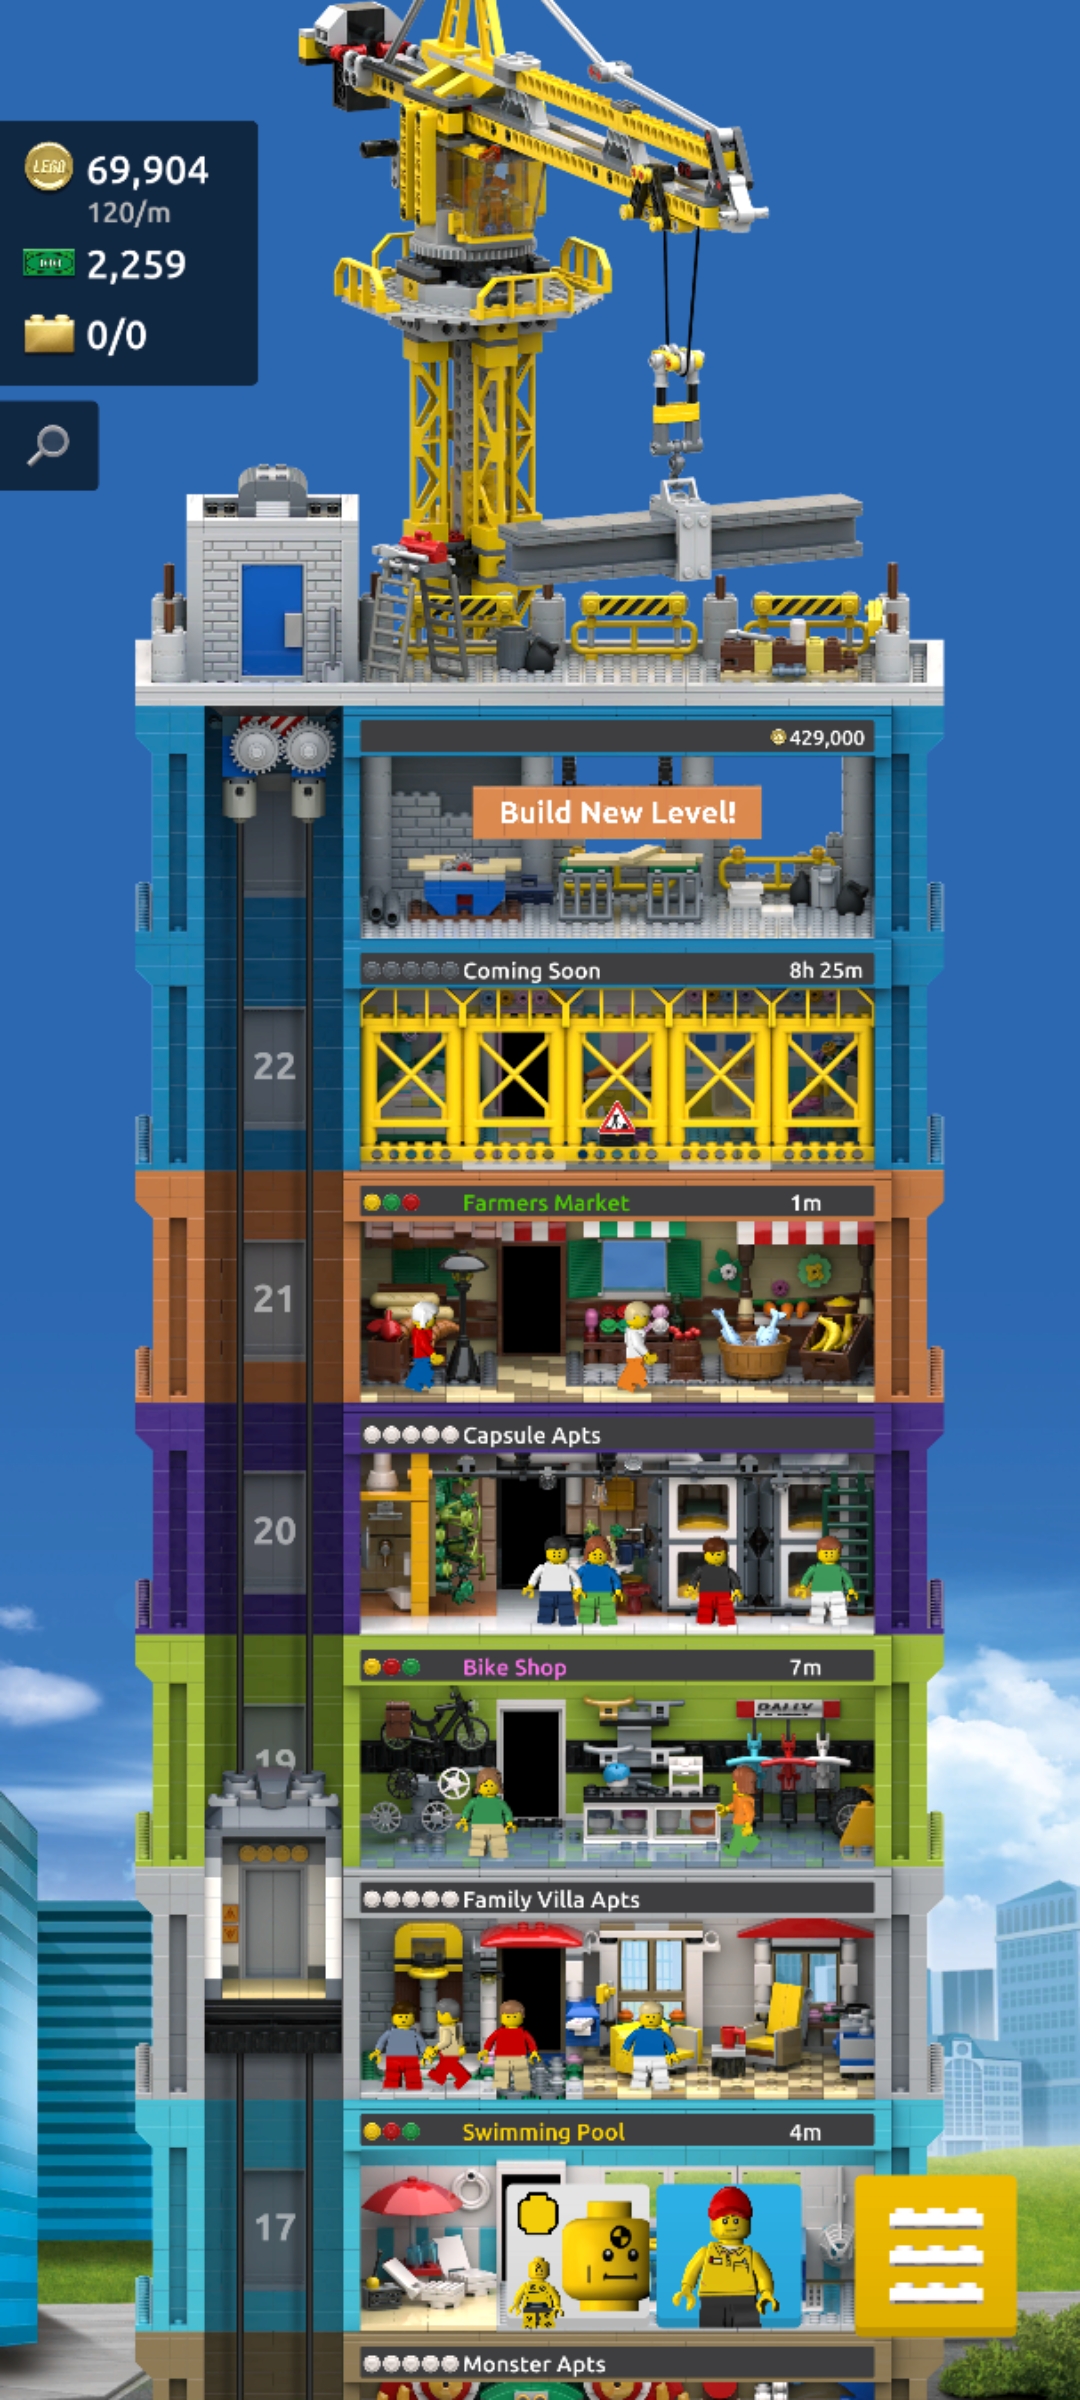 LEGO 69,904
120/m
2,259
0/0
429,000
Build New Level!
Coming Soon 8h 25m
22
Farmers Market 1m
21
Capsule Apts
20
Bike Shop 7m
RALLY
19
Family Villa Apts
Swimming Pool 4m
17
Monster Apts